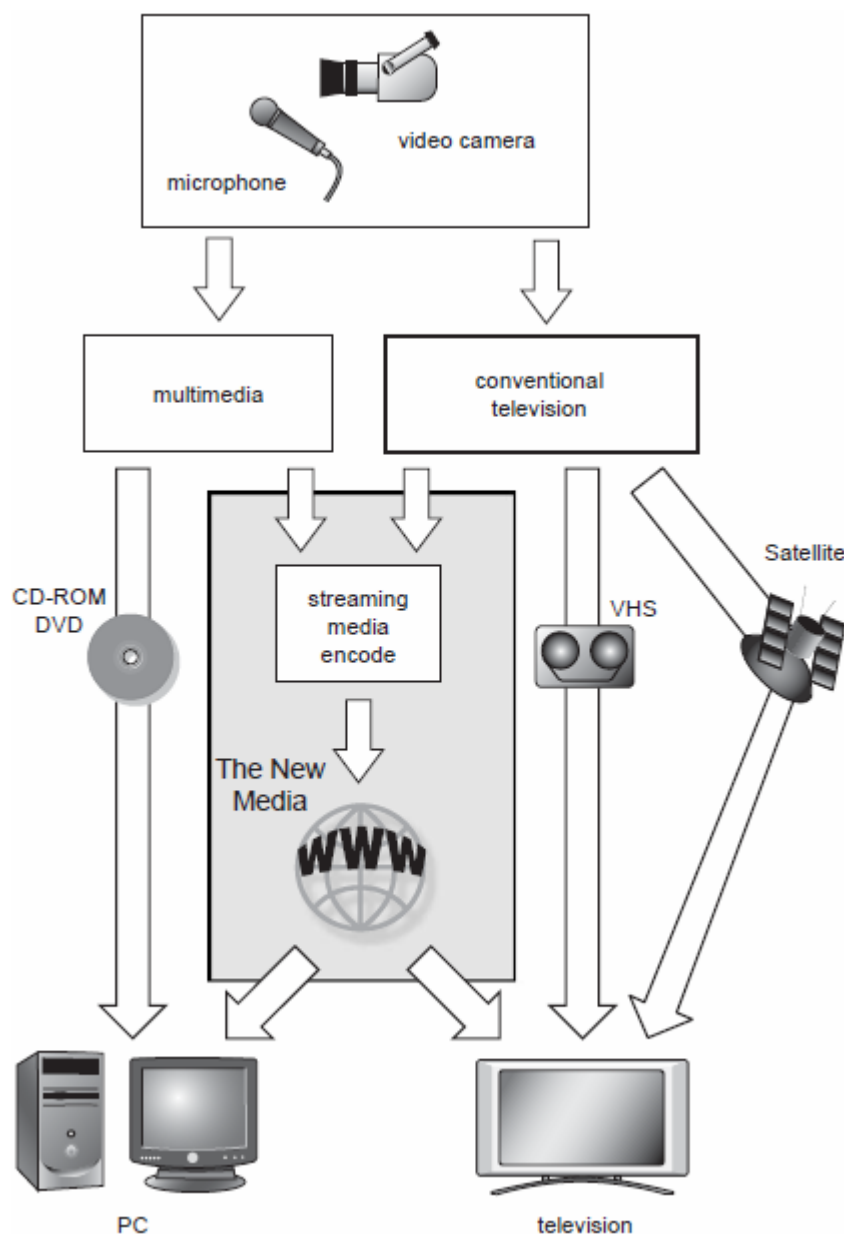 video camera
microphone
multimedia
conventional
television
Satellite
CD-ROM
DVD
streaming
media
encode
VHS
The New
Media
WWW
PC
television